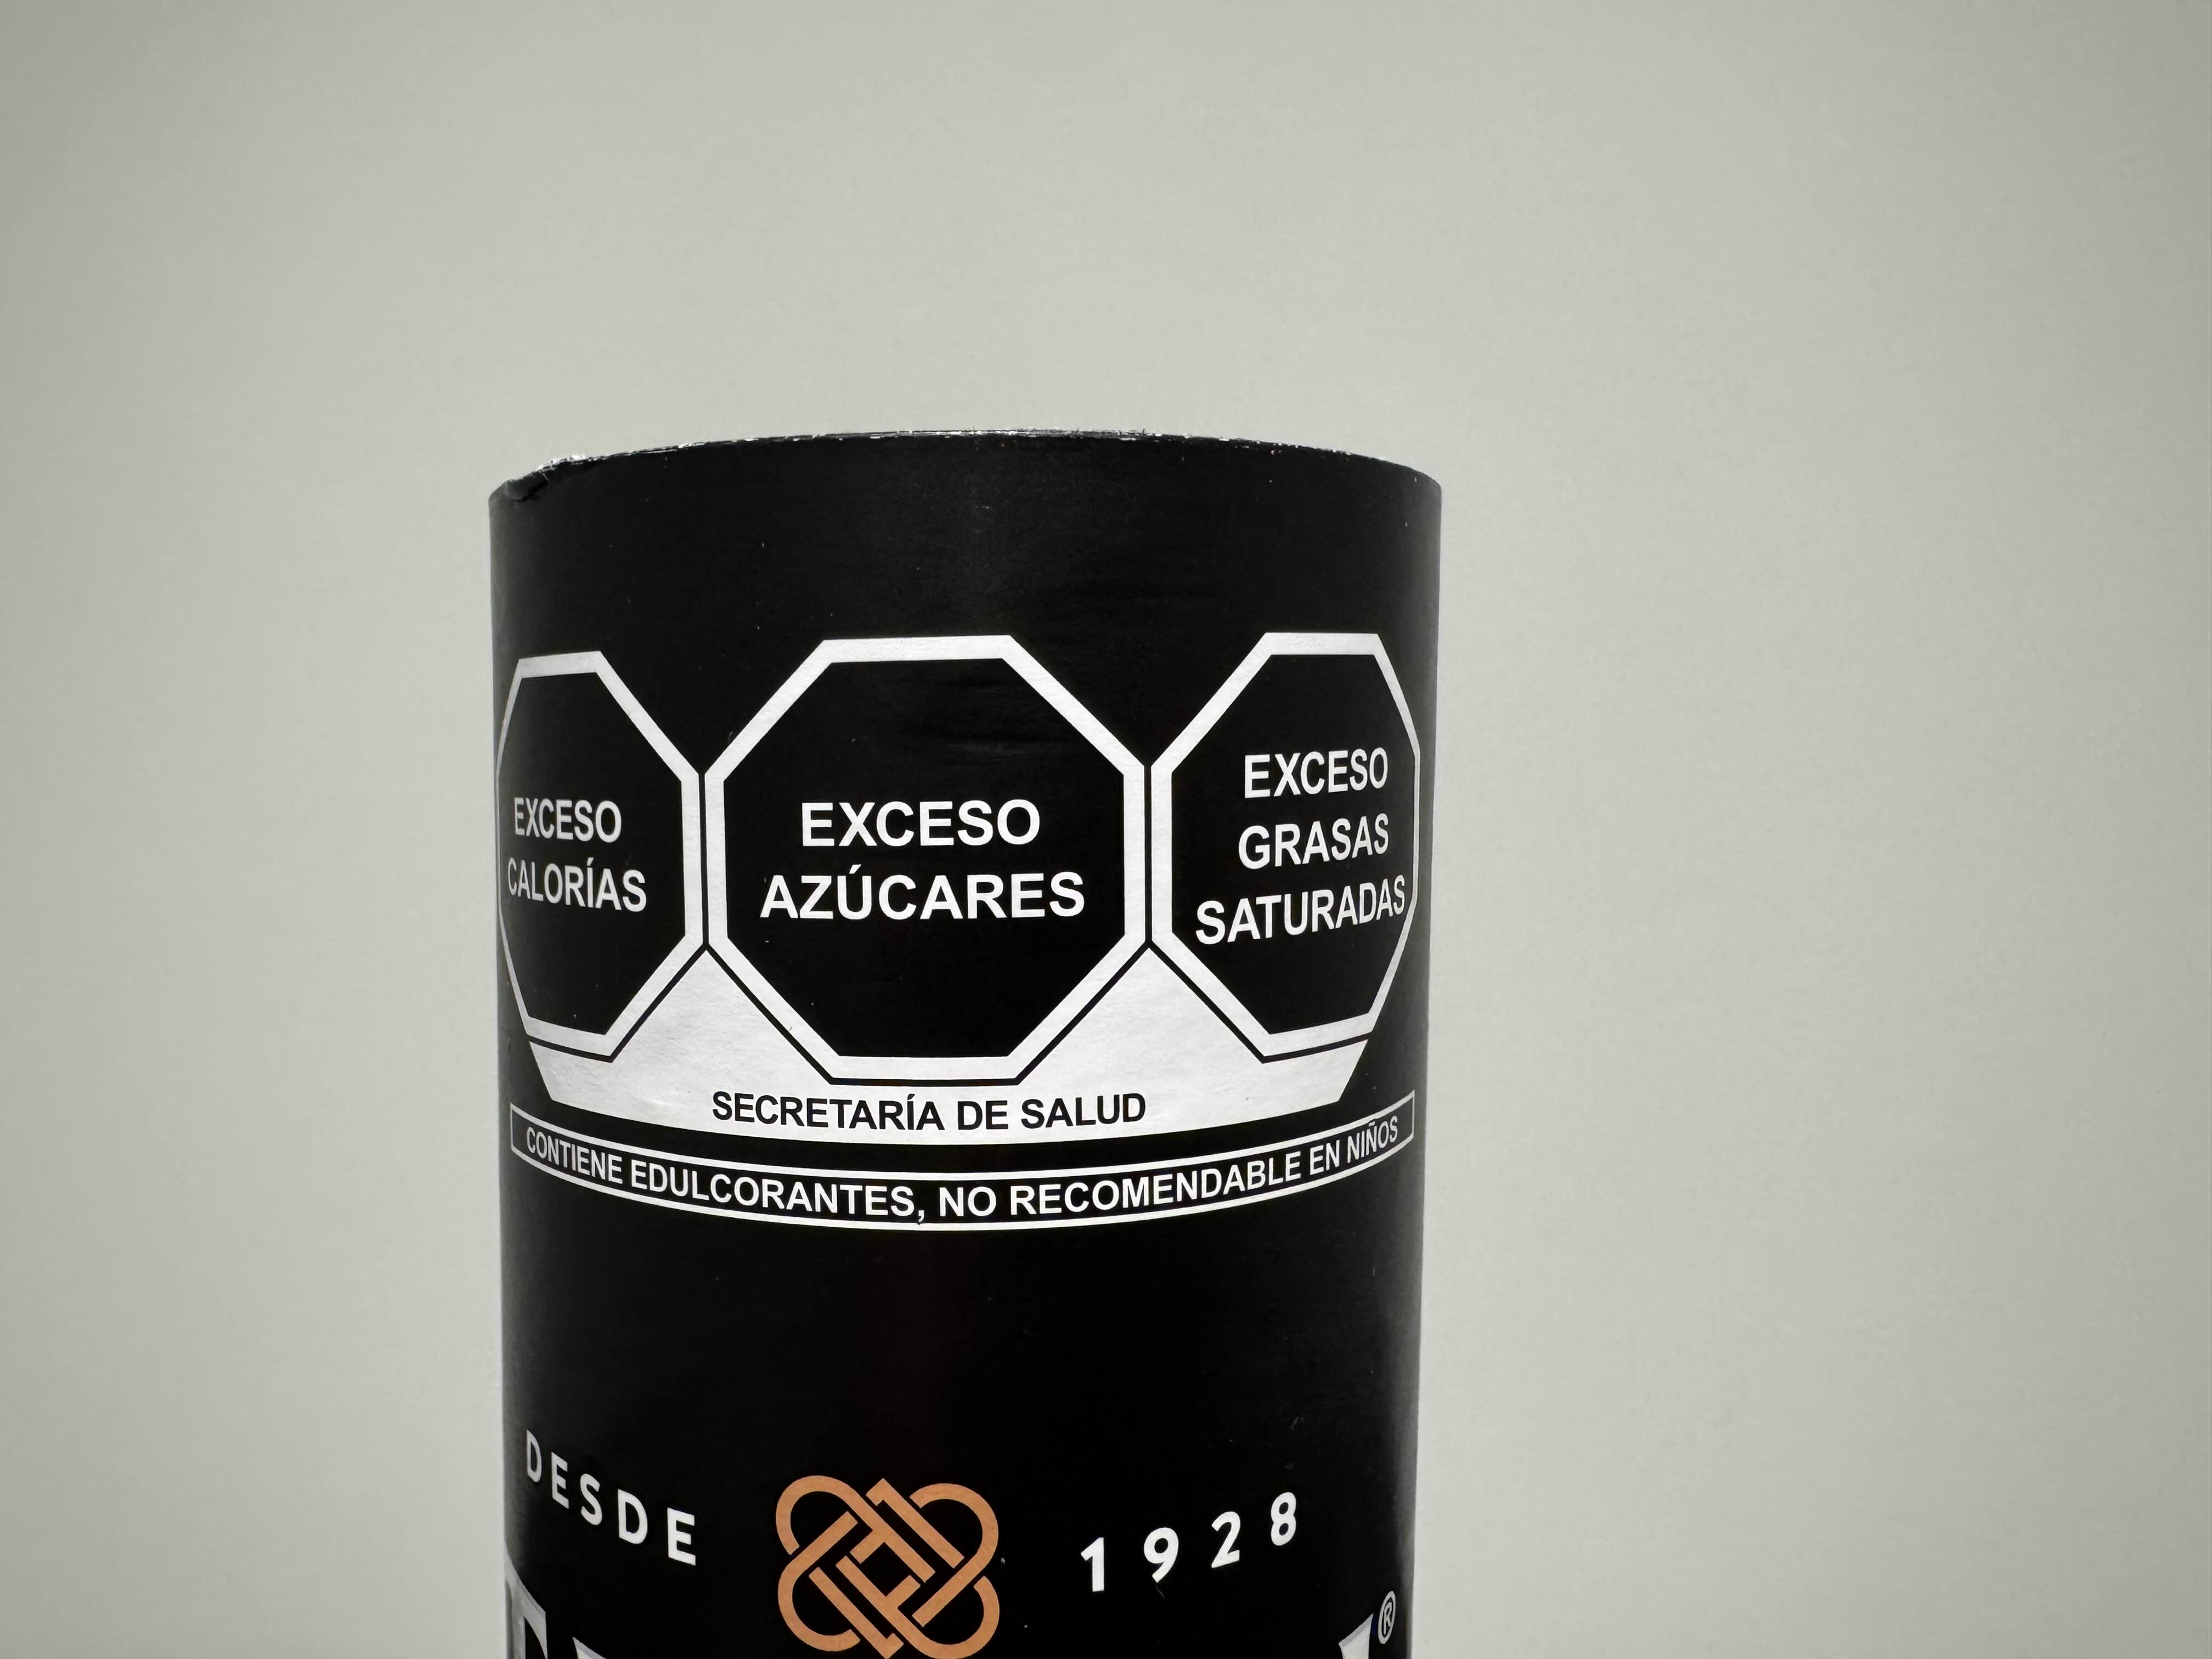 EXCESO
CALORÍAS
EXCESO
AZÚCARES
EXCESO
GRASAS
SATURADAS
SECRETARÍA DE SALUD
CONTIENE EDULCORANTES, NO RECOMENDABLE EN NIÑOS
DESDE 1928
®